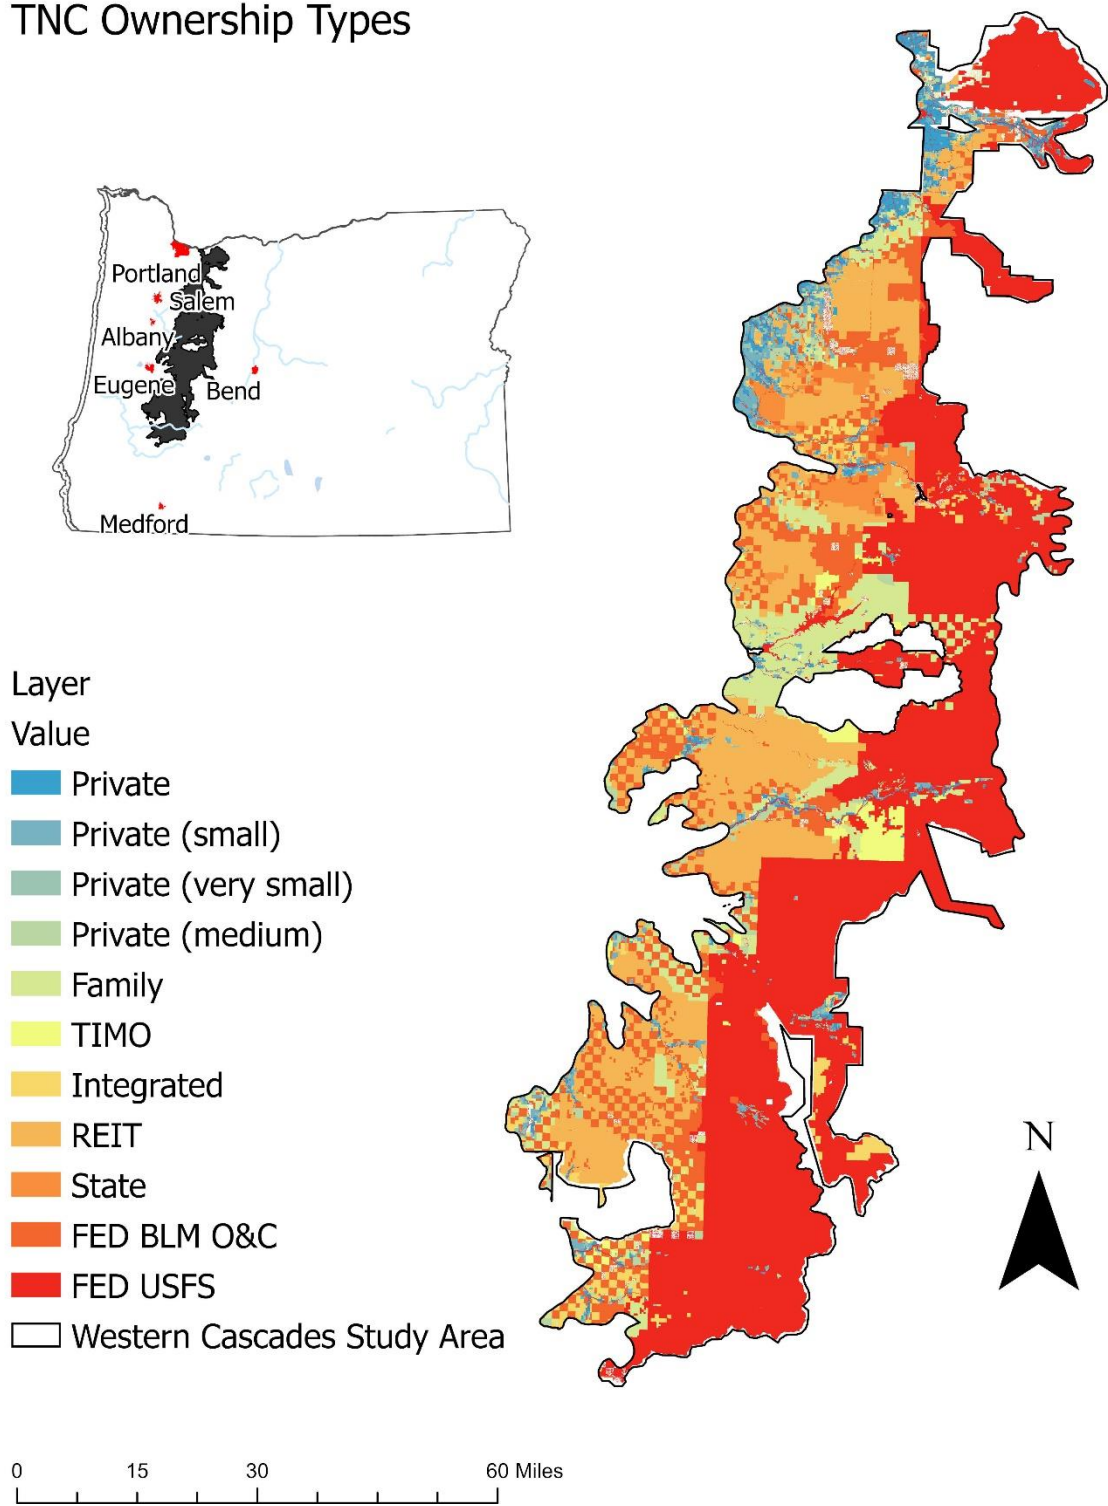 TNC Ownership Types
Portland
Salem
Albany
Eugene
Bend
Medford
Layer
Value
Private
Private (small)
Private (very small)
Private (medium)
Family
TIMO
Integrated
REIT
State
FED BLM O&C
FED USFS
Western Cascades Study Area
N
0 15 30 60 Miles